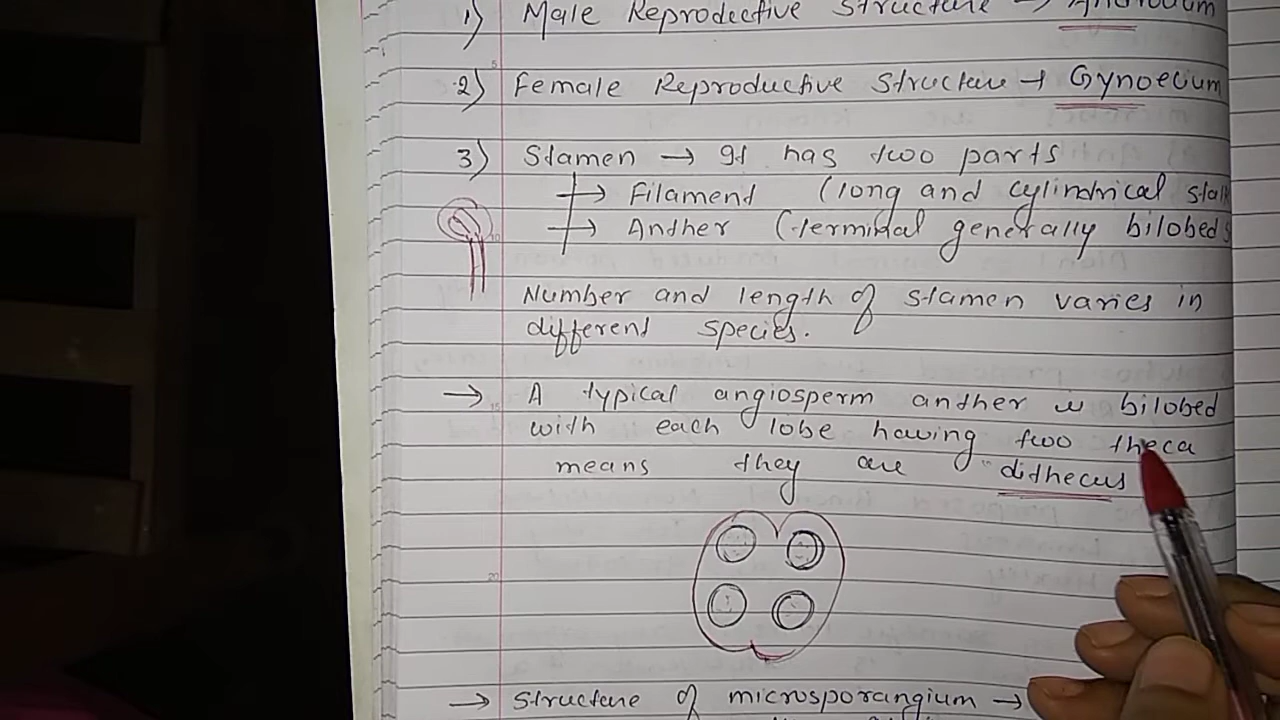 1) Male Reproductive Structure →
2) Female Reproductive Structure → Gynoecium
3) Stamen → It has two parts
→ Filament (long and cylindrical stalk
→ Anther (terminal generally bilobed
Number and length of stamen varies in
different species.
→ A typical angiosperm anther is bilobed
with each lobe having two theca
means they are "dithecus
→ Structure of microsporangium →